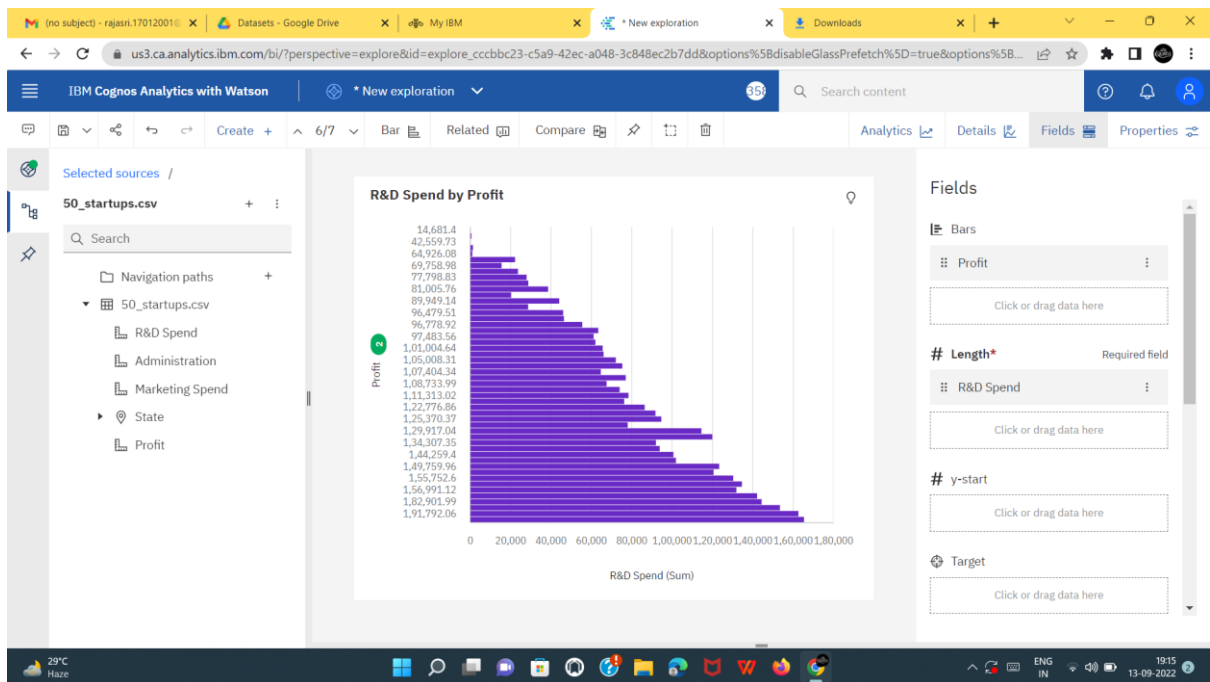 (no subject) - rajasri.17012001@
Datasets - Google Drive
My IBM
* New exploration
Downloads
us3.ca.analytics.ibm.com/bi/?perspective=explore&id=explore_cccbbc23-c5a9-42ec-a048-3c848ec2b7dd&options%5BdisableGlassPrefetch%5D=true&options%5B...
IBM Cognos Analytics with Watson
* New exploration
358
Search content
Create +
6/7
Bar
Related
Compare
Analytics
Details
Fields
Properties
Selected sources /
50_startups.csv
Search
Navigation paths
50_startups.csv
R&D Spend
Administration
Marketing Spend
State
Profit
R&D Spend by Profit
14,681.4
42,559.73
64,926.08
69,758.98
77,798.83
81,005.76
89,949.14
96,479.51
96,778.92
97,483.56
1,01,004.64
1,05,008.31
1,07,404.34
1,08,733.99
1,11,313.02
1,22,776.86
1,25,370.37
1,29,917.04
1,34,307.35
1,44,259.4
1,49,759.96
1,55,752.6
1,56,991.12
1,82,901.99
1,91,792.06
Profit
2
0 20,000 40,000 60,000 80,000 1,00,000 1,20,000 1,40,000 1,60,000 1,80,000
R&D Spend (Sum)
Fields
Bars
Profit
Click or drag data here
# Length* Required field
R&D Spend
Click or drag data here
# y-start
Click or drag data here
Target
Click or drag data here
29°C
Haze
ENG
IN
19:15
13-09-2022
2